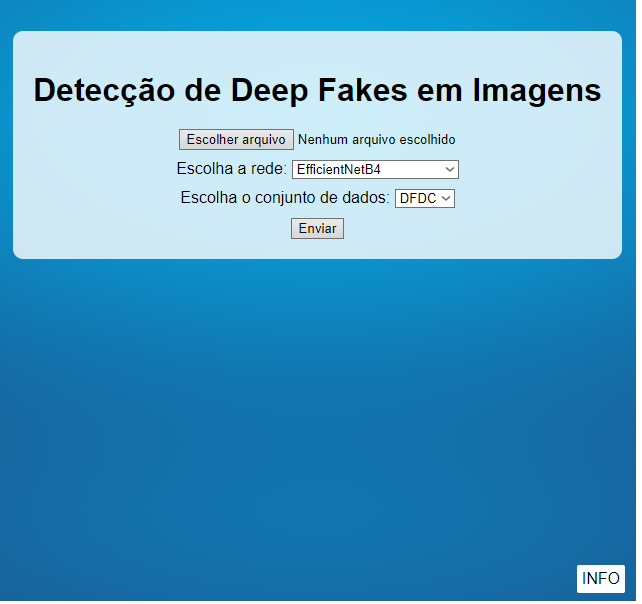 Detecção de Deep Fakes em Imagens
Escolher arquivo Nenhum arquivo escolhido
Escolha a rede: EfficientNetB4
Escolha o conjunto de dados: DFDC
Enviar
INFO